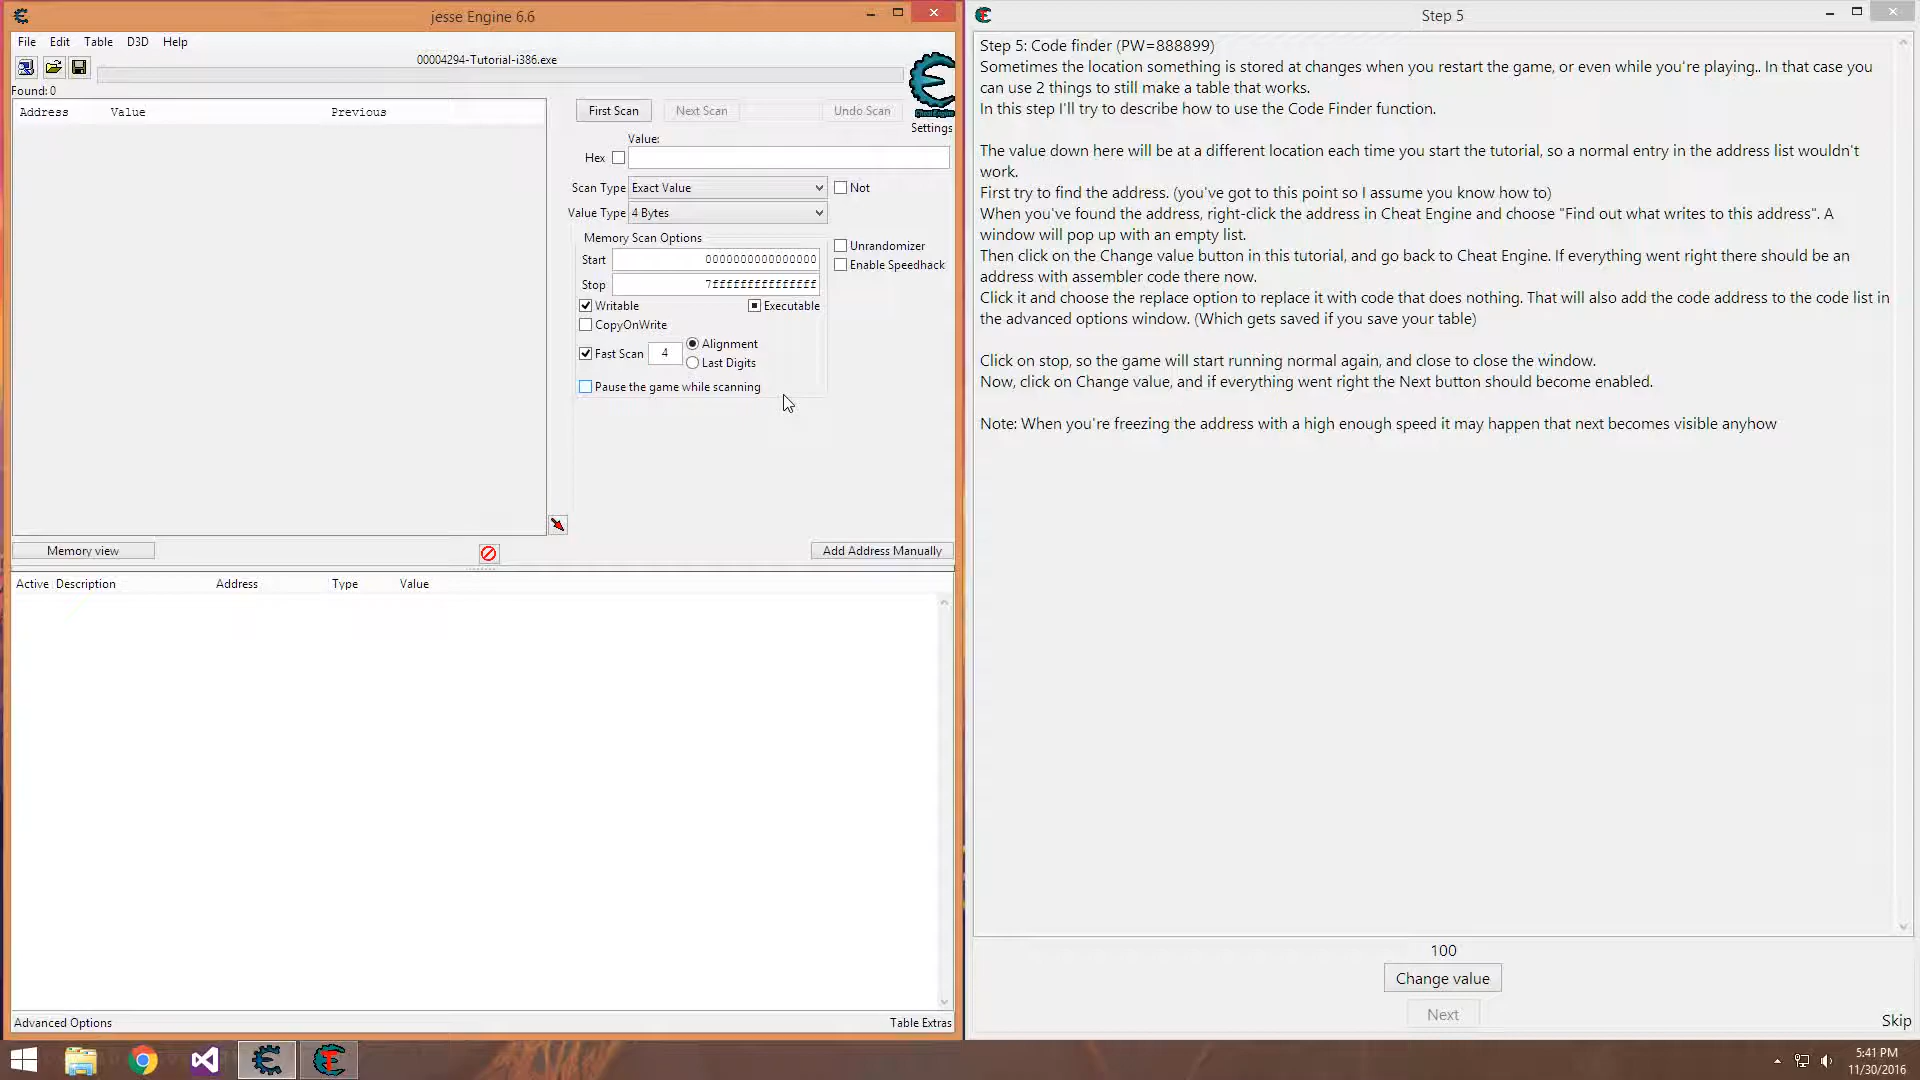 jesse Engine 6.6
File Edit Table D3D Help
00004294-Tutorial-i386.exe
Found: 0
Address Value Previous
First Scan Next Scan Undo Scan
Settings
Value:
Hex
Scan Type Exact Value Not
Value Type 4 Bytes
Memory Scan Options
Unrandomizer
Start 0000000000000000
Enable Speedhack
Stop 7fffffffffffffff
Writable Executable
CopyOnWrite
Fast Scan 4 Alignment
Last Digits
Pause the game while scanning
Memory view Add Address Manually
Active Description Address Type Value
Advanced Options Table Extras
Step 5
Step 5: Code finder (PW=888899)
Sometimes the location something is stored at changes when you restart the game, or even while you're playing.. In that case you
can use 2 things to still make a table that works.
In this step I'll try to describe how to use the Code Finder function.
The value down here will be at a different location each time you start the tutorial, so a normal entry in the address list wouldn't
work.
First try to find the address. (you've got to this point so I assume you know how to)
When you've found the address, right-click the address in Cheat Engine and choose "Find out what writes to this address". A
window will pop up with an empty list.
Then click on the Change value button in this tutorial, and go back to Cheat Engine. If everything went right there should be an
address with assembler code there now.
Click it and choose the replace option to replace it with code that does nothing. That will also add the code address to the code list in
the advanced options window. (Which gets saved if you save your table)
Click on stop, so the game will start running normal again, and close to close the window.
Now, click on Change value, and if everything went right the Next button should become enabled.
Note: When you're freezing the address with a high enough speed it may happen that next becomes visible anyhow
100
Change value
Next
Skip
5:41 PM
11/30/2016